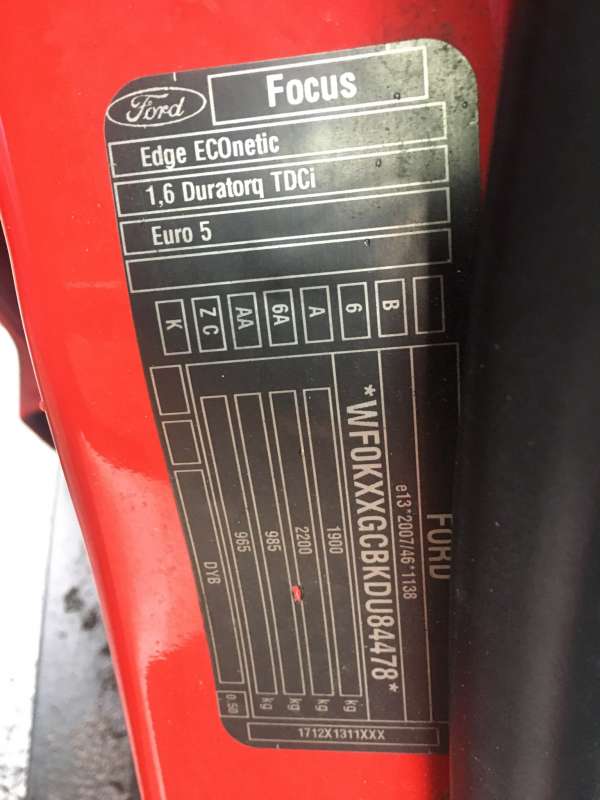 Ford
Focus
Edge ECOnetic
1,6 Duratorq TDCi
Euro 5
K
Z C
AA
6A
A
6
B
FORD
e13*2007/46*1138
*WF0KXXGCBKDU84478*
1900 kg
2200 kg
985 kg
965 kg
DYB 0.50
1712X1311XXX